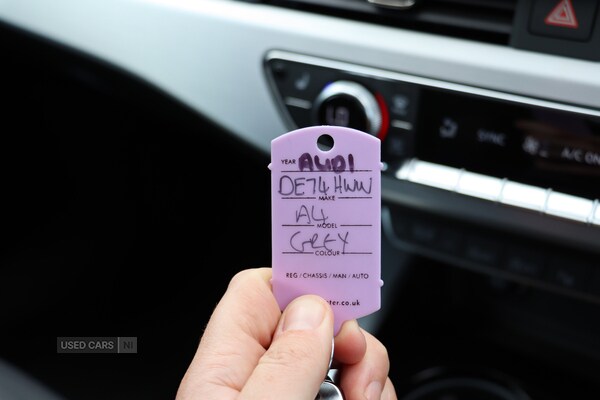 YEAR AUDI
DE74 HWW
MAKE
A4
MODEL
GREY
COLOUR
REG / CHASSIS / MAN / AUTO
ter.co.uk
SYNC
A/C ON
USED CARS NI